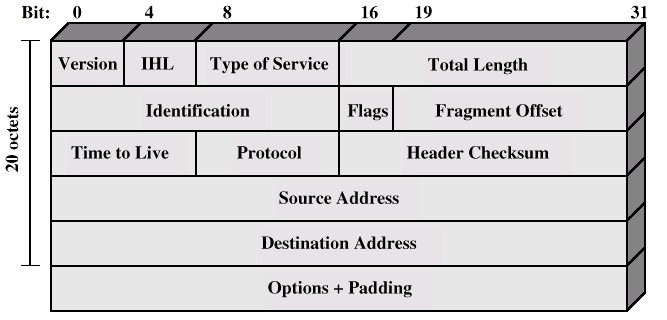 Bit: 0 4 8 16 19 31
Version IHL Type of Service Total Length
Identification Flags Fragment Offset
Time to Live Protocol Header Checksum
Source Address
Destination Address
Options + Padding
20 octets